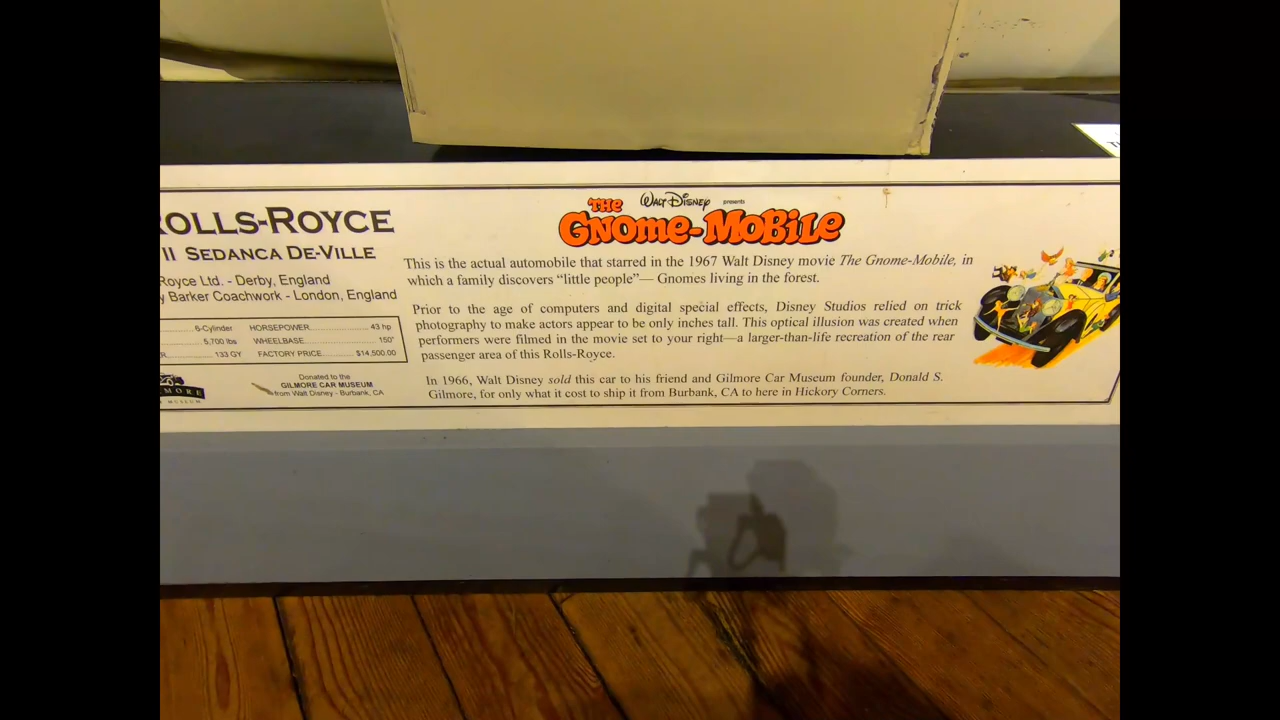 ROLLS-ROYCE
II SEDANCA DE-VILLE
Royce Ltd. - Derby, England
y Barker Coachwork - London, England
6-Cylinder HORSEPOWER 43 hp
5,700 lbs WHEELBASE 150"
R 133 GY FACTORY PRICE $14,500.00
MORE
MUSEUM
Donated to the
GILMORE CAR MUSEUM
from Walt Disney - Burbank, CA
WALT DISNEY presents
THE
GNOME-MOBILE
This is the actual automobile that starred in the 1967 Walt Disney movie The Gnome-Mobile, in
which a family discovers “little people”— Gnomes living in the forest.
Prior to the age of computers and digital special effects, Disney Studios relied on trick
photography to make actors appear to be only inches tall. This optical illusion was created when
performers were filmed in the movie set to your right—a larger-than-life recreation of the rear
passenger area of this Rolls-Royce.
In 1966, Walt Disney sold this car to his friend and Gilmore Car Museum founder, Donald S.
Gilmore, for only what it cost to ship it from Burbank, CA to here in Hickory Corners.